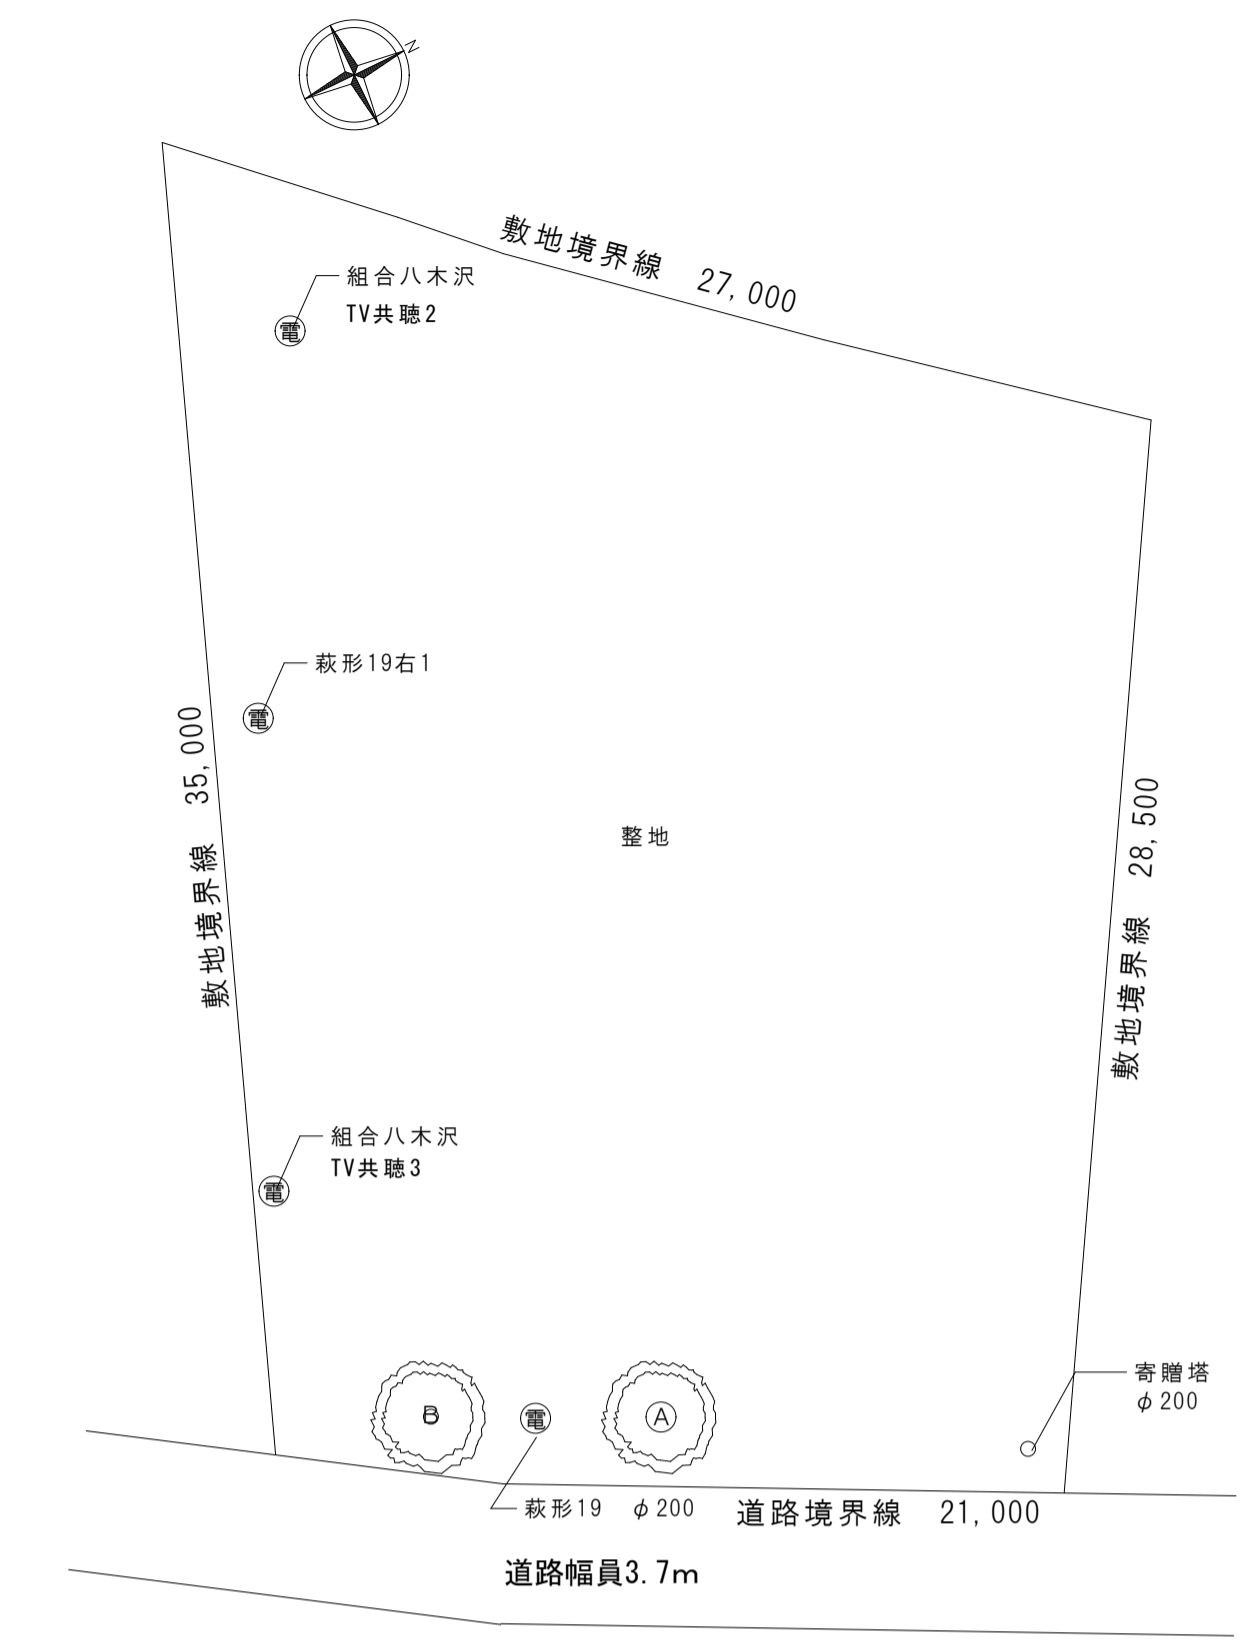 N
敷地境界線　27,000
組合八木沢
TV共聴2
電
萩形19右1
電
敷地境界線　35,000
整地
敷地境界線　28,500
組合八木沢
TV共聴3
電
寄贈塔
φ200
B
電
A
萩形19　φ200
道路境界線　21,000
道路幅員3.7m